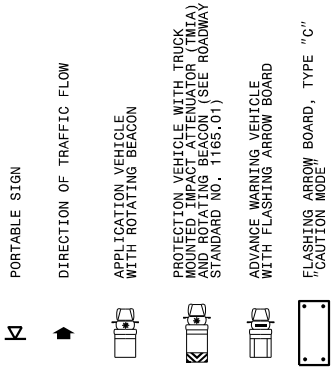 PORTABLE SIGN
DIRECTION OF TRAFFIC FLOW
APPLICATION VEHICLE
WITH ROTATING BEACON
PROTECTION VEHICLE WITH TRUCK
MOUNTED IMPACT ATTENUATOR (TMIA)
AND ROTATING BEACON (SEE ROADWAY
STANDARD NO. 1165.01)
ADVANCE WARNING VEHICLE
WITH FLASHING ARROW BOARD
FLASHING ARROW BOARD, TYPE "C"
"CAUTION MODE"